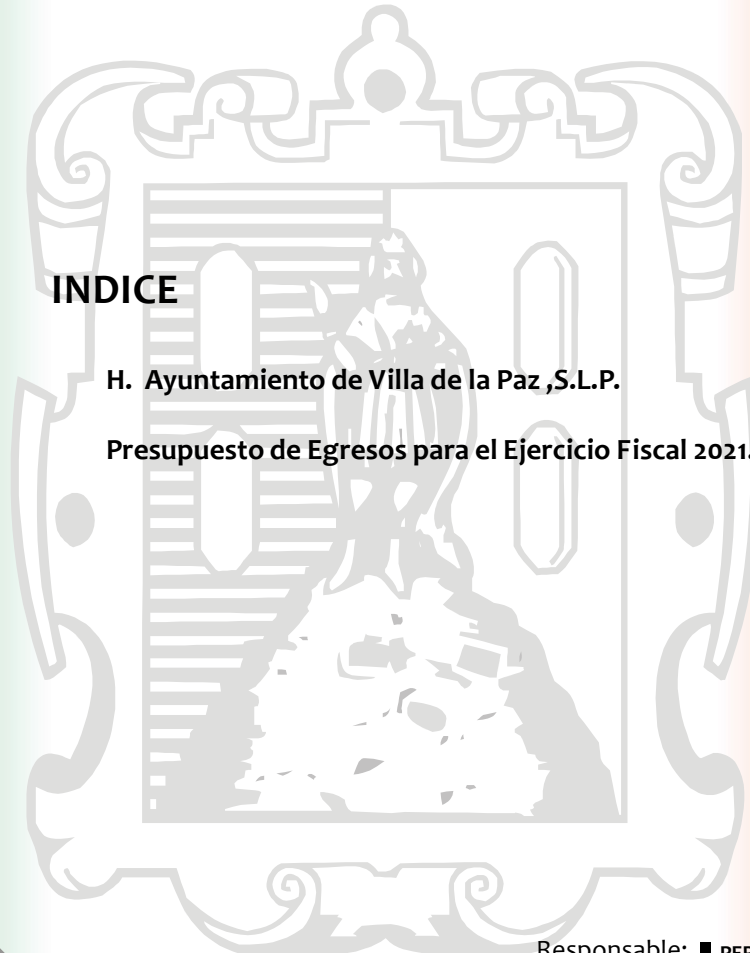 INDICE
H. Ayuntamiento de Villa de la Paz ,S.L.P.
Presupuesto de Egresos para el Ejercicio Fiscal 2021.
Responsable: